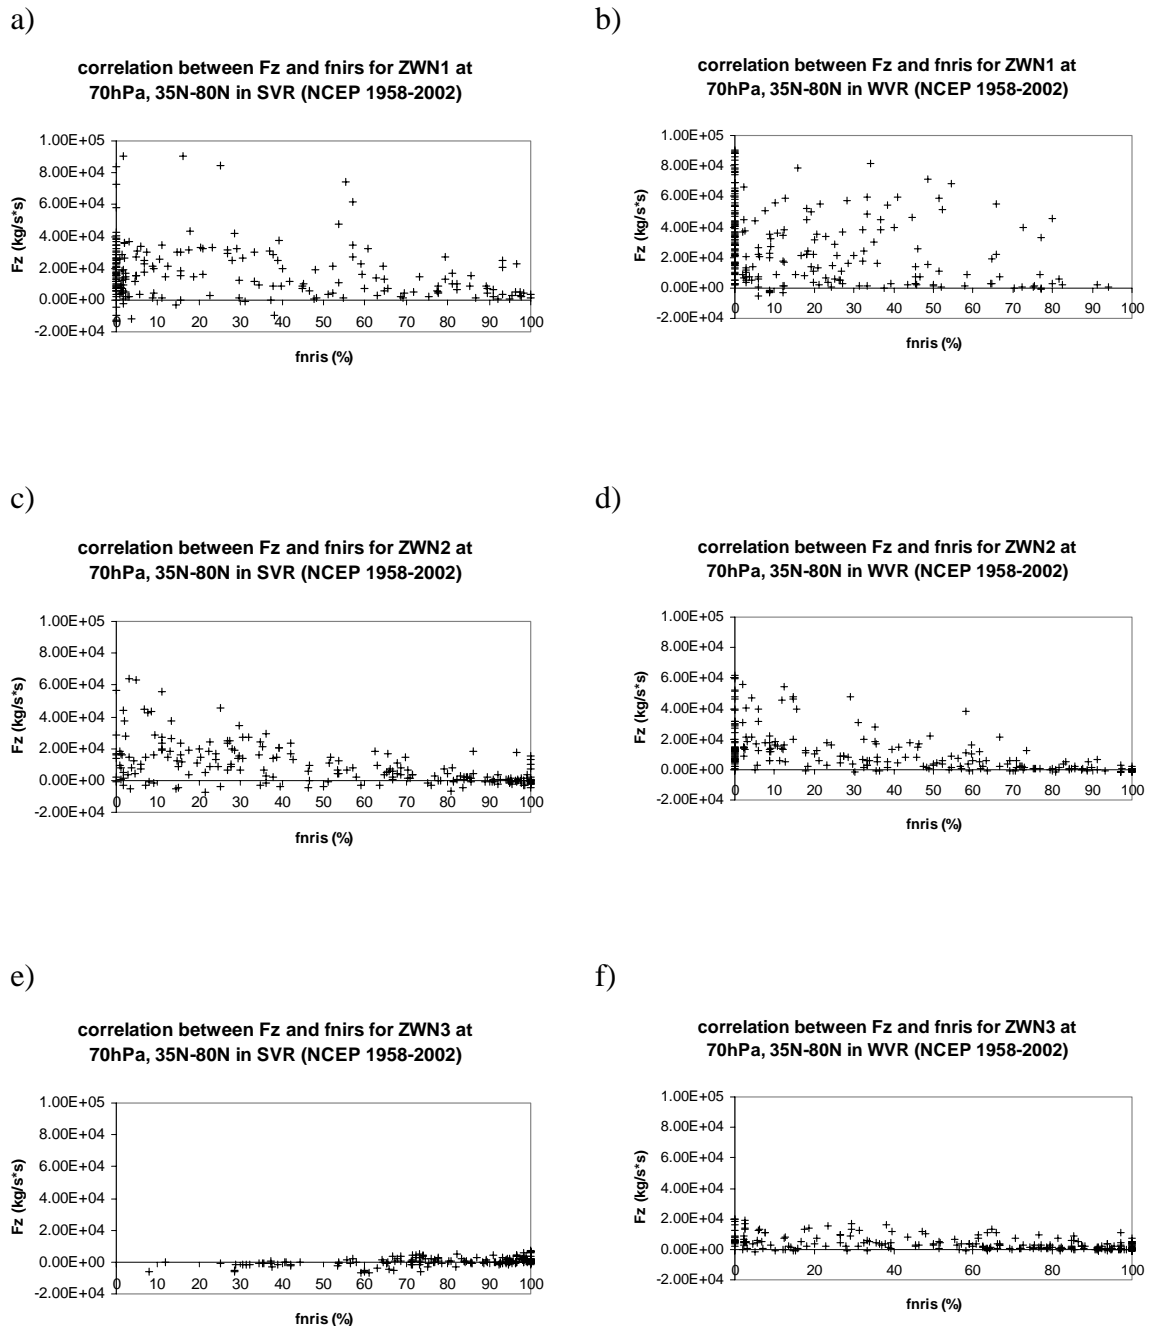 a)
correlation between Fz and fnirs for ZWN1 at
70hPa, 35N-80N in SVR (NCEP 1958-2002)
1.00E+05
8.00E+04
6.00E+04
4.00E+04
2.00E+04
0.00E+00
-2.00E+04
Fz (kg/s*s)
0 10 20 30 40 50 60 70 80 90 100
fnris (%)
b)
correlation between Fz and fnris for ZWN1 at
70hPa, 35N-80N in WVR (NCEP 1958-2002)
1.00E+05
8.00E+04
6.00E+04
4.00E+04
2.00E+04
0.00E+00
-2.00E+04
Fz (kg/s*s)
0 20 40 60 80 100
fnris (%)
c)
correlation between Fz and fnirs for ZWN2 at
70hPa, 35N-80N in SVR (NCEP 1958-2002)
1.00E+05
8.00E+04
6.00E+04
4.00E+04
2.00E+04
0.00E+00
-2.00E+04
Fz (kg/s*s)
0 10 20 30 40 50 60 70 80 90 100
fnris (%)
d)
correlation between Fz and fnris for ZWN2 at
70hPa, 35N-80N in WVR (NCEP 1958-2002)
1.00E+05
8.00E+04
6.00E+04
4.00E+04
2.00E+04
0.00E+00
-2.00E+04
Fz (kg/s*s)
0 10 20 30 40 50 60 70 80 90 100
fnris (%)
e)
correlation between Fz and fnirs for ZWN3 at
70hPa, 35N-80N in SVR (NCEP 1958-2002)
1.00E+05
8.00E+04
6.00E+04
4.00E+04
2.00E+04
0.00E+00
-2.00E+04
Fz (kg/s*s)
0 10 20 30 40 50 60 70 80 90 100
fnris (%)
f)
correlation between Fz and fnris for ZWN3 at
70hPa, 35N-80N in WVR (NCEP 1958-2002)
1.00E+05
8.00E+04
6.00E+04
4.00E+04
2.00E+04
0.00E+00
-2.00E+04
Fz (kg/s*s)
0 20 40 60 80 100
fnris (%)